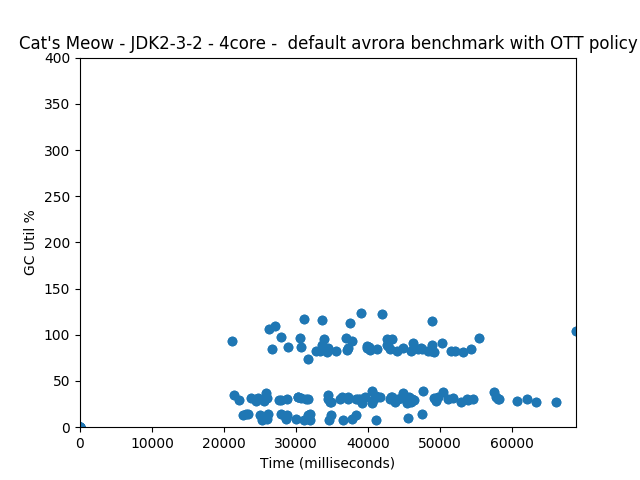 Cat's Meow - JDK2-3-2 - 4core -  default avrora benchmark with OTT policy
400
350
300
250
200
150
100
50
0
GC Util %
0 10000 20000 30000 40000 50000 60000
Time (milliseconds)